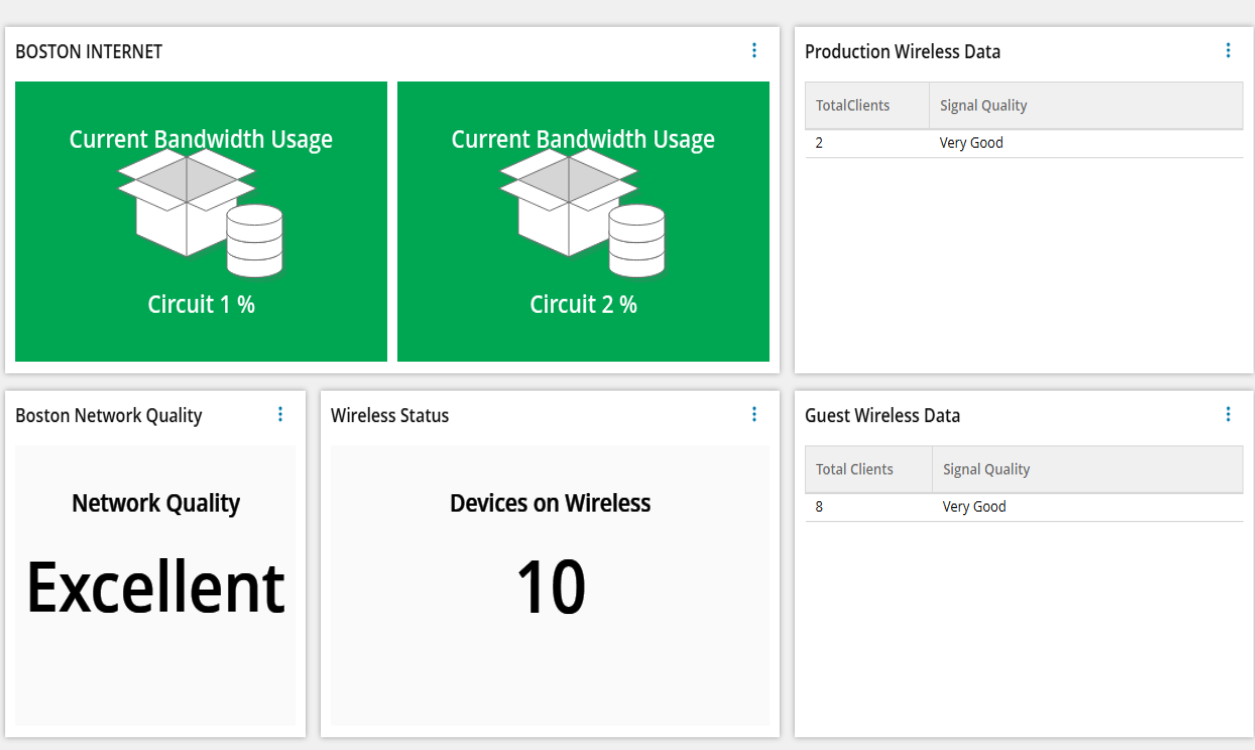 BOSTON INTERNET
Current Bandwidth Usage
Circuit 1 %
Current Bandwidth Usage
Circuit 2 %
Production Wireless Data
TotalClients Signal Quality
2 Very Good
Boston Network Quality
Network Quality
Excellent
Wireless Status
Devices on Wireless
10
Guest Wireless Data
Total Clients Signal Quality
8 Very Good